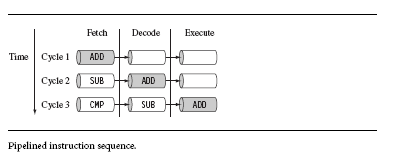 Fetch Decode Execute
Time Cycle 1 ADD
Cycle 2 SUB ADD
Cycle 3 CMP SUB ADD
Pipelined instruction sequence.